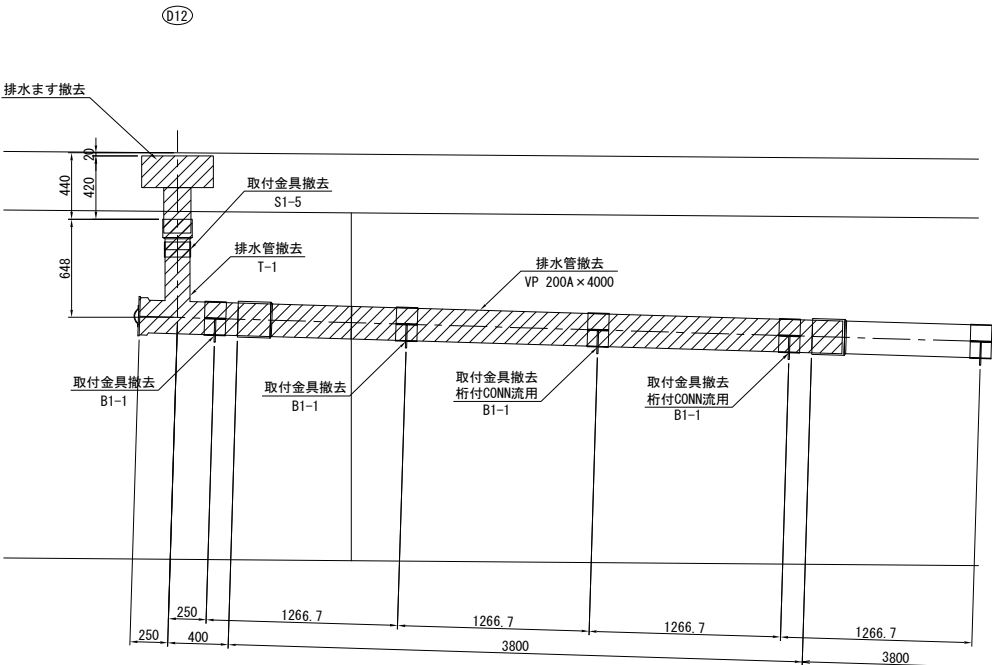 D12
排水ます撤去
20
440
420
648
取付金具撤去
S1-5
排水管撤去
T-1
排水管撤去
VP 200A×4000
取付金具撤去
B1-1
取付金具撤去
B1-1
取付金具撤去
桁付CONN流用
B1-1
取付金具撤去
桁付CONN流用
B1-1
250
1266.7
1266.7
1266.7
1266.7
250
400
3800
3800